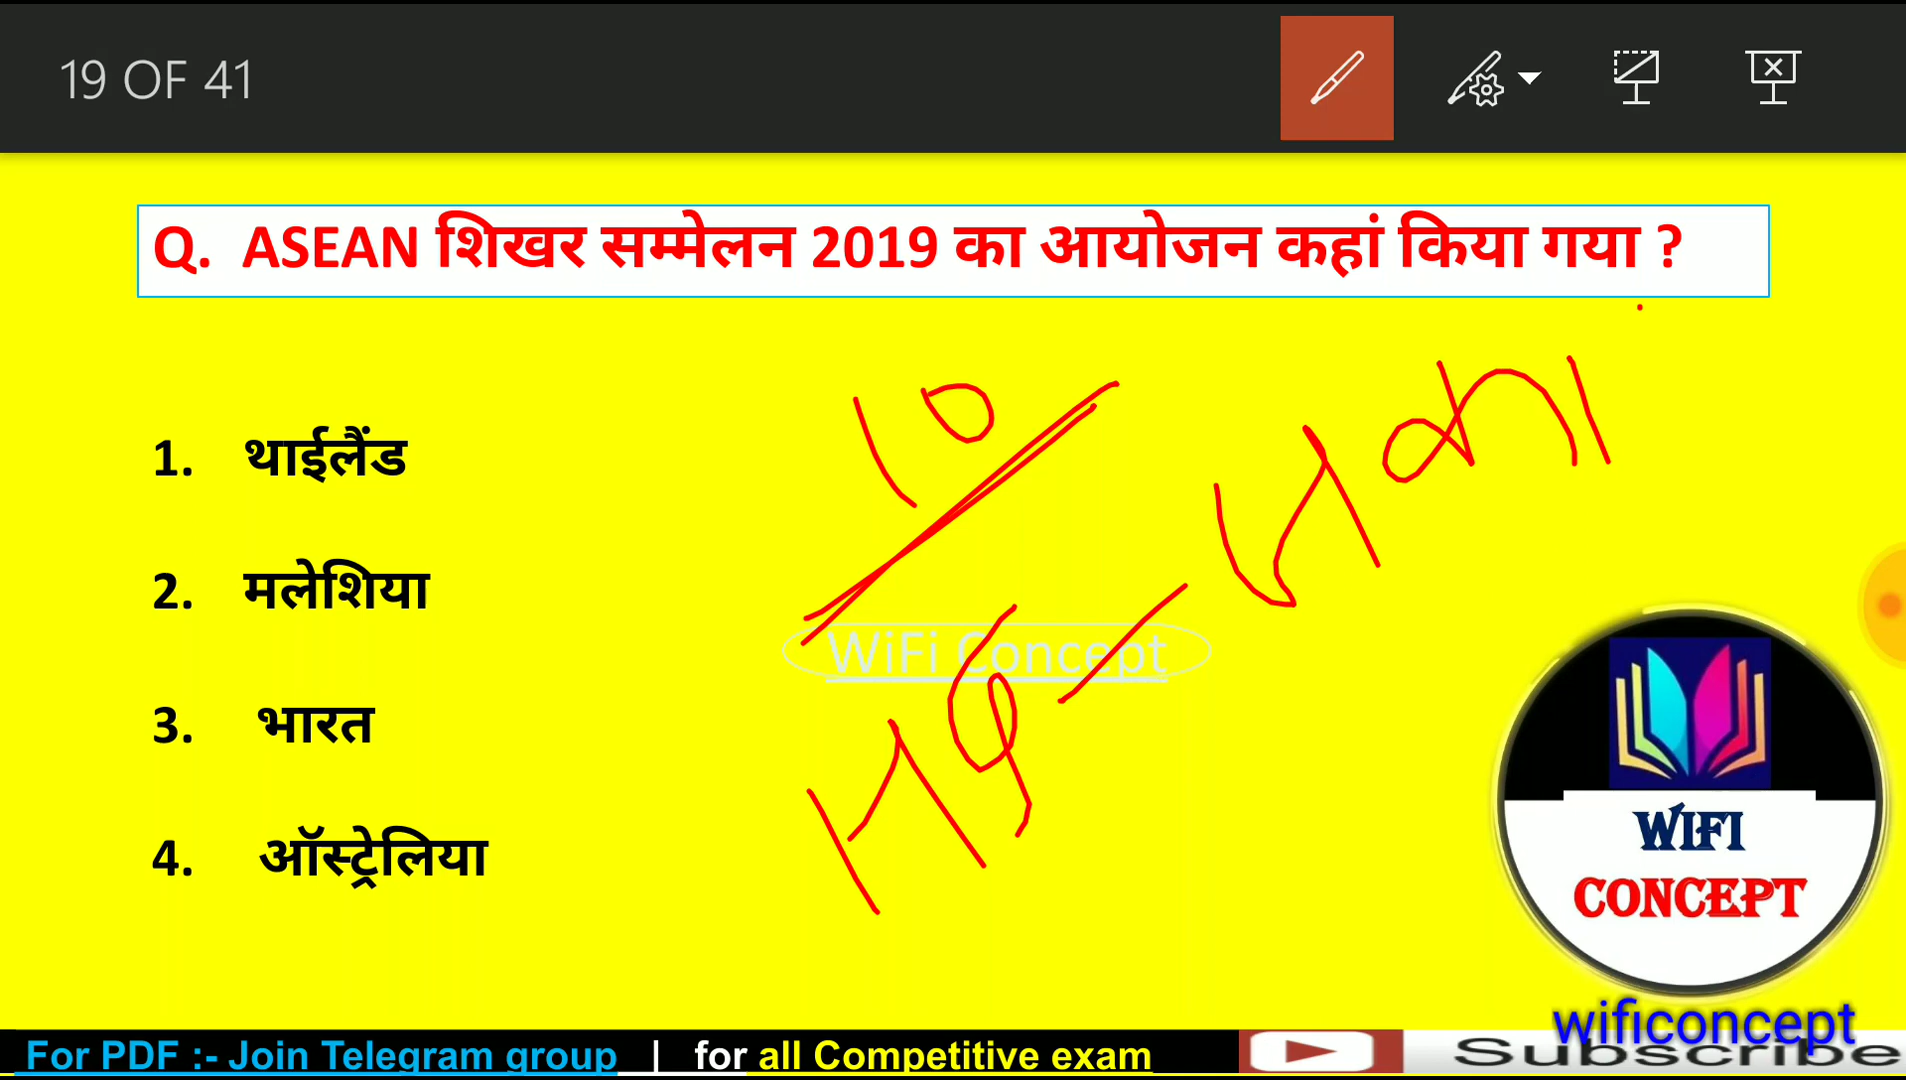 19 OF 41
Q. ASEAN शिखर सम्मेलन 2019 का आयोजन कहां किया गया ?
10
1. थाईलैंड
2. मलेशिया
WiFi Concept
3. भारत
4. ऑस्ट्रेलिया
WIFI
CONCEPT
wificoncept
For PDF :- Join Telegram group | for all Competitive exam
Subscribe